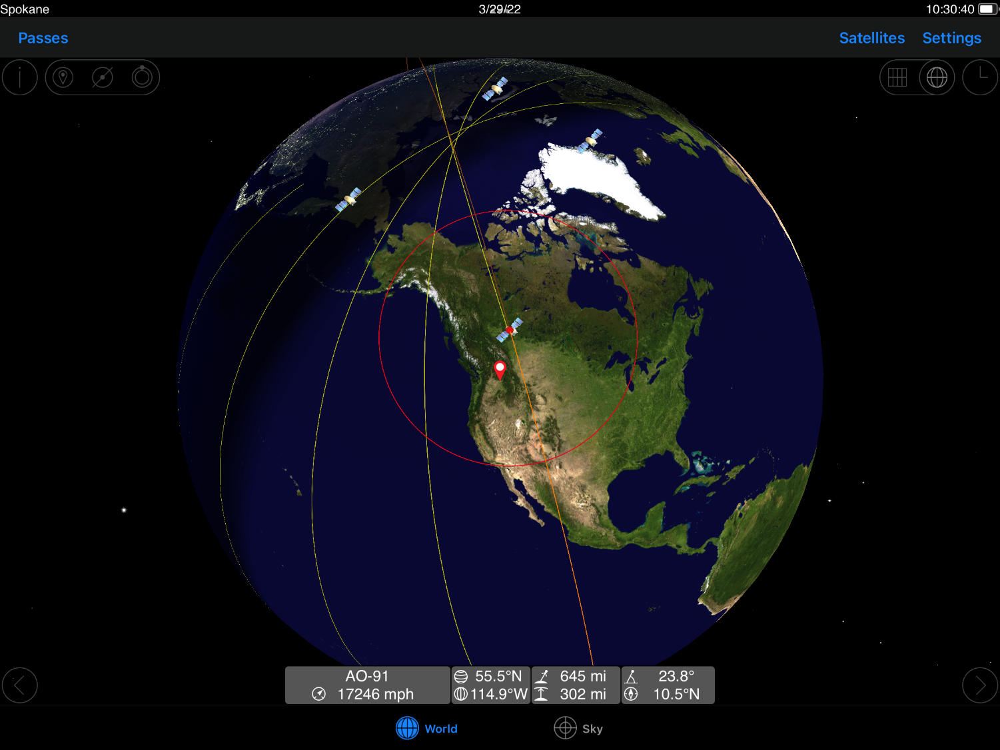 Spokane 3/29/22 10:30:40
Passes Satellites Settings
AO-91 55.5°N 645 mi 23.8°
17246 mph 114.9°W 302 mi 10.5°N
World Sky